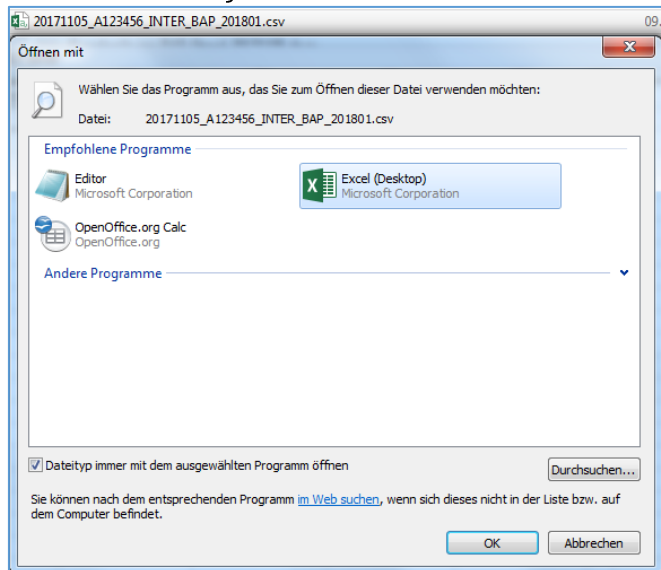 20171105_A123456_INTER_BAP_201801.csv 09.
Öffnen mit
Wählen Sie das Programm aus, das Sie zum Öffnen dieser Datei verwenden möchten:
Datei: 20171105_A123456_INTER_BAP_201801.csv
Empfohlene Programme
Editor
Microsoft Corporation
Excel (Desktop)
Microsoft Corporation
OpenOffice.org Calc
OpenOffice.org
Andere Programme
Dateityp immer mit dem ausgewählten Programm öffnen
Durchsuchen...
Sie können nach dem entsprechenden Programm im Web suchen, wenn sich dieses nicht in der Liste bzw. auf
dem Computer befindet.
OK Abbrechen